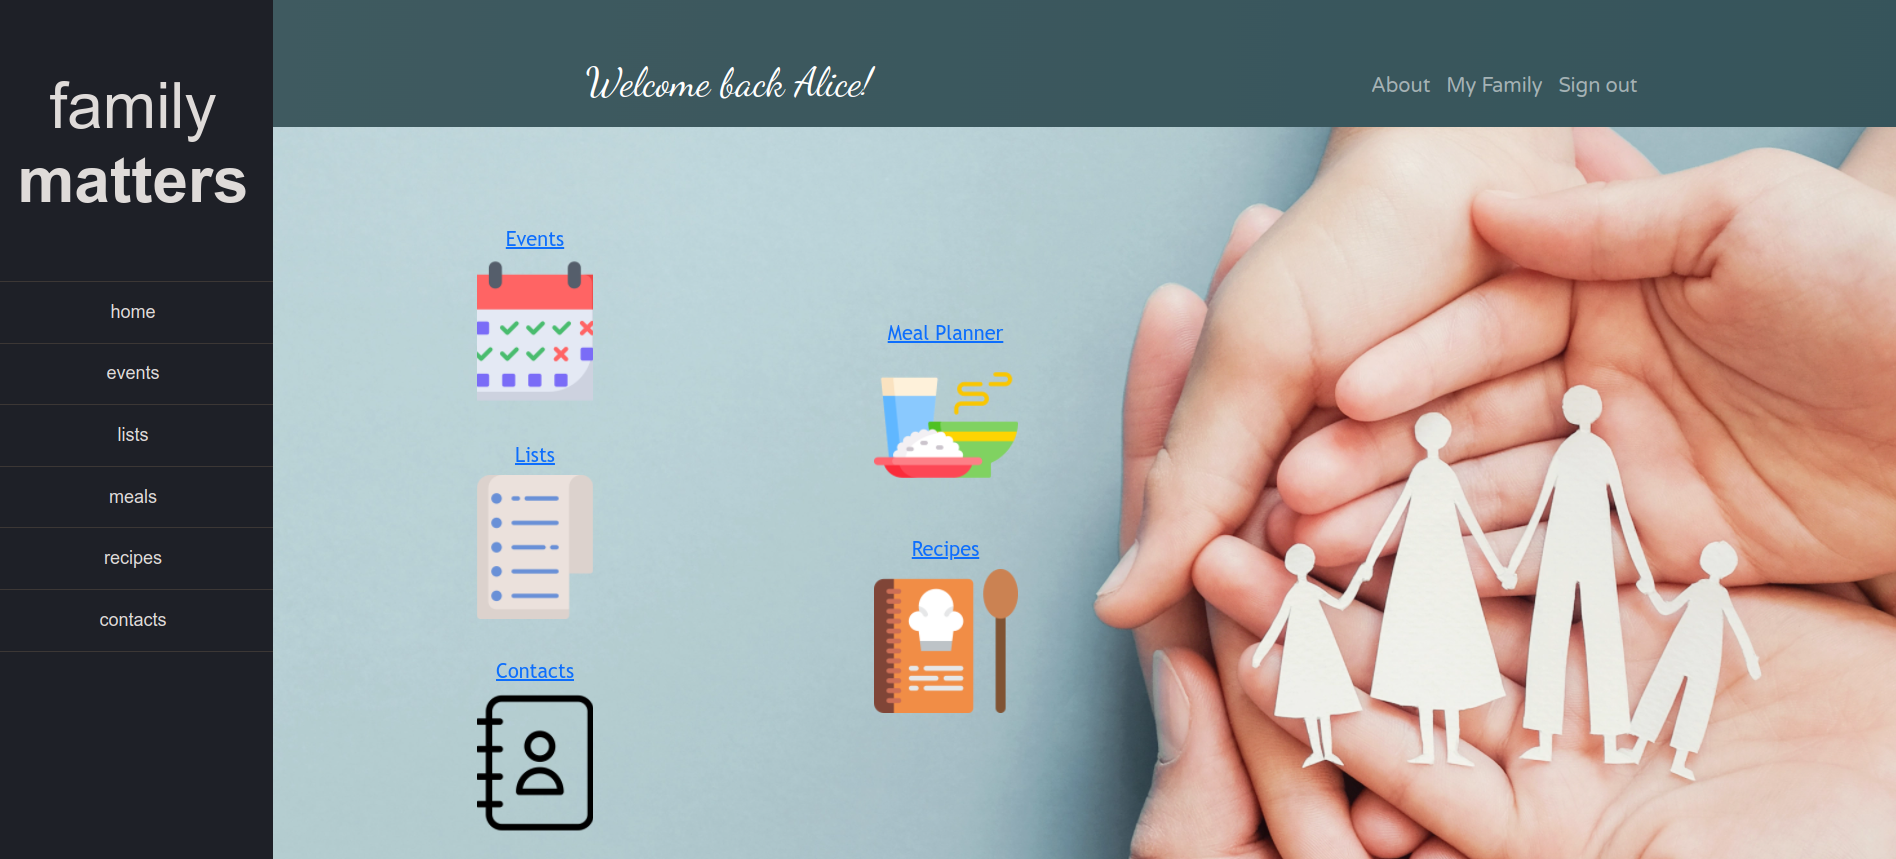 family
matters
home
events
lists
meals
recipes
contacts
Welcome back Alice!
About My Family Sign out
Events
Lists
Contacts
Meal Planner
Recipes